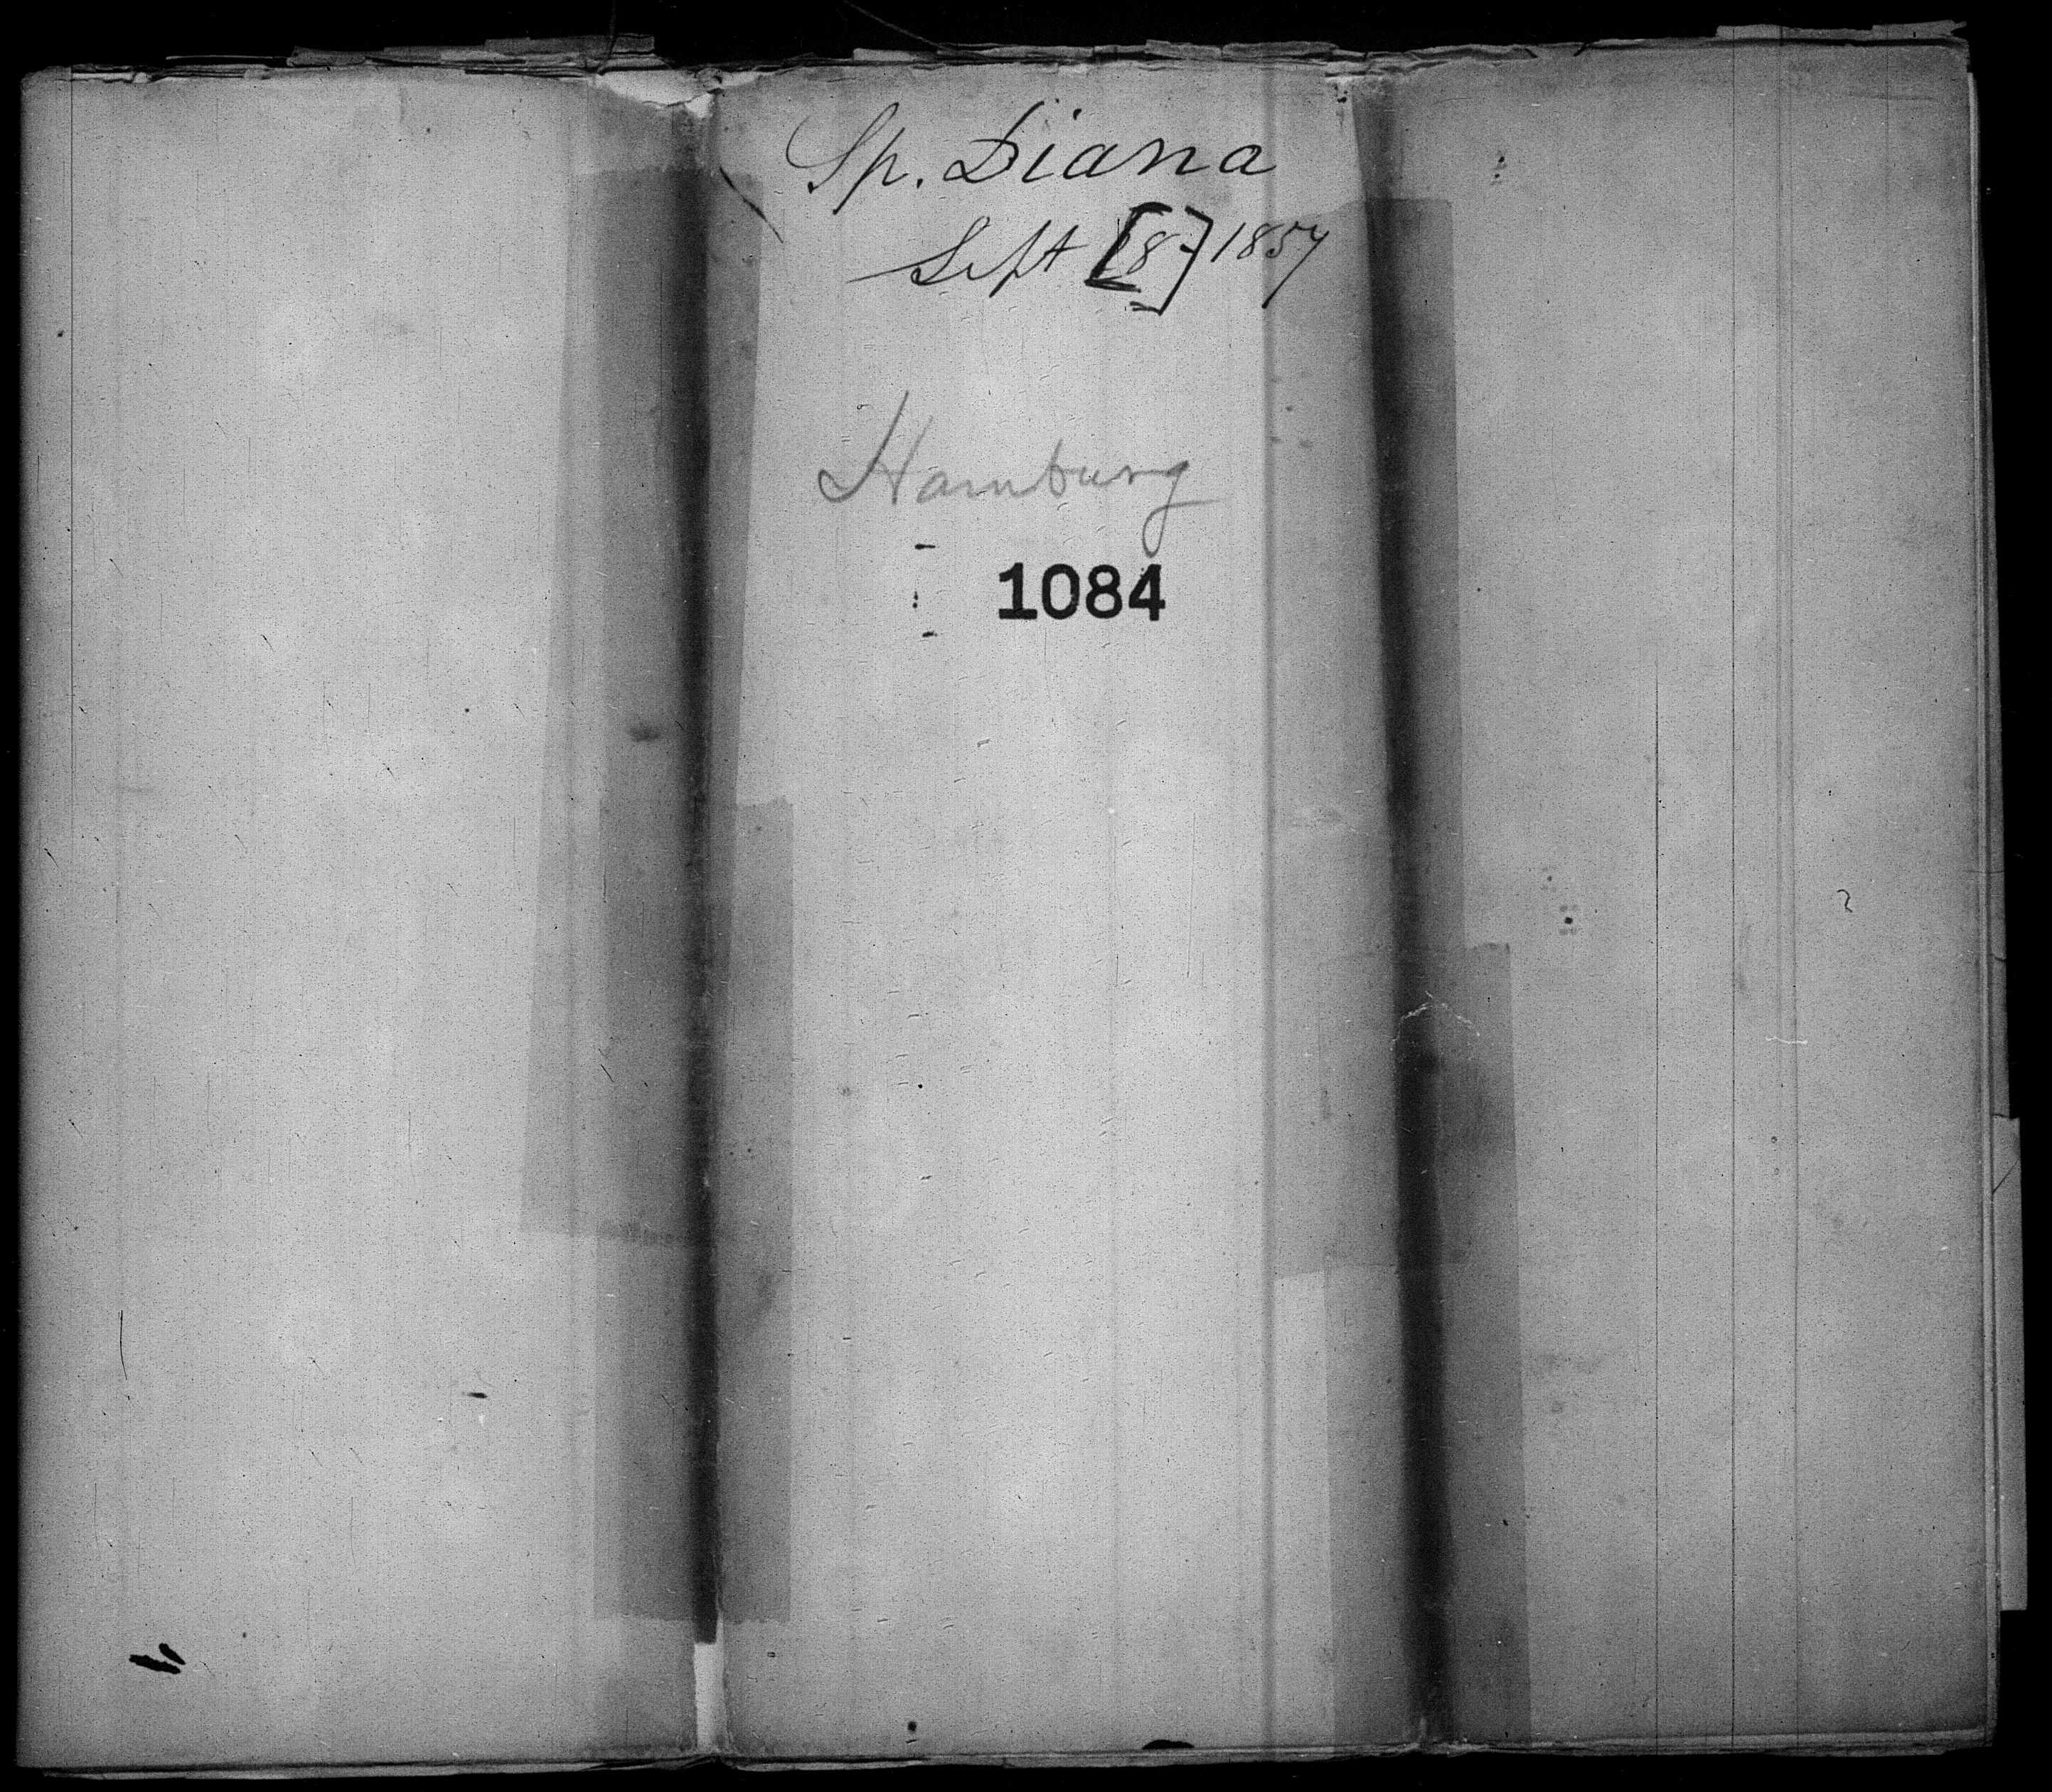 Sp. Diana
Sept [8] 1857
Hamburg
1084